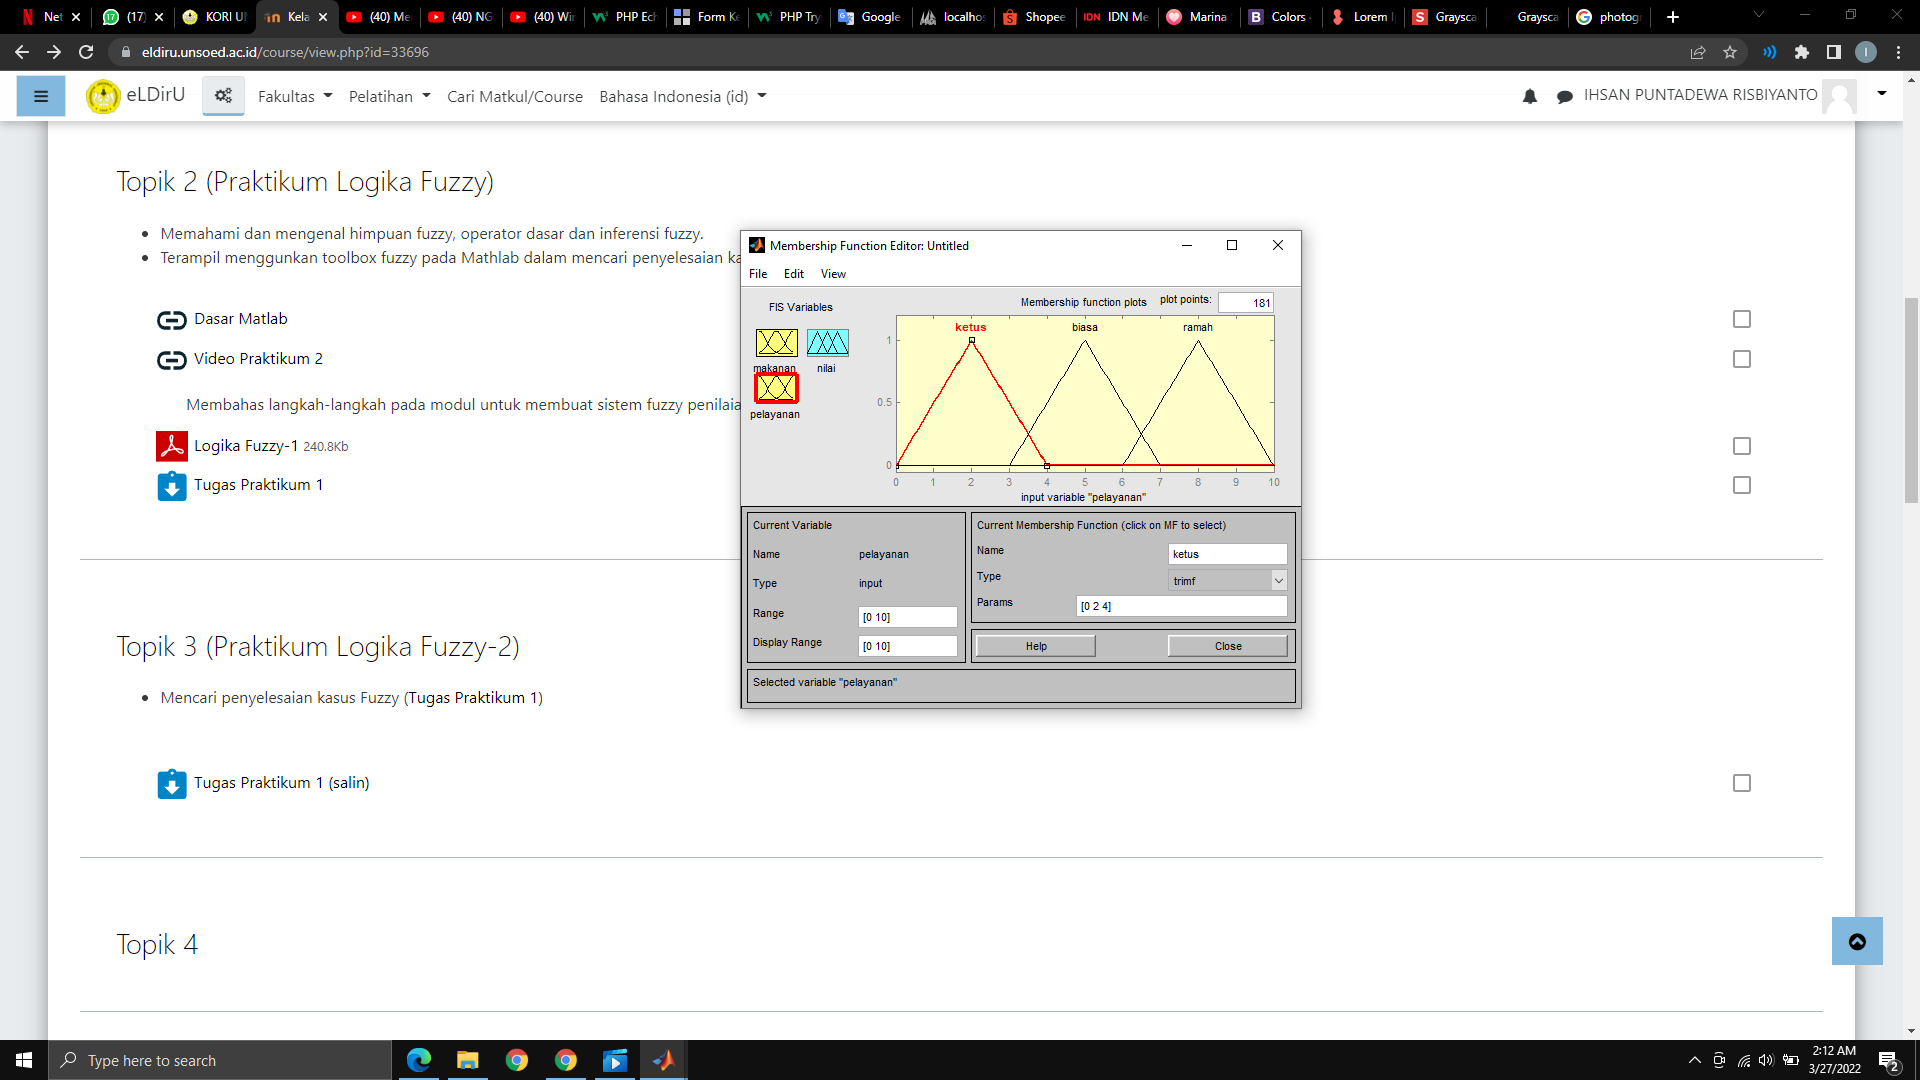 Net
(17)
KORI U
Kela
(40) Me
(40) NG
(40) Wir
PHP Ech
Form Ke
PHP Try
Google
localhos
Shopee
IDN IDN Me
Marina
B Colors
Lorem I
S Graysca
Graysca
photog
eldiru.unsoed.ac.id/course/view.php?id=33696
I
eLDirU
Fakultas
Pelatihan
Cari Matkul/Course
Bahasa Indonesia (id)
IHSAN PUNTADEWA RISBIYANTO
Topik 2 (Praktikum Logika Fuzzy)
Memahami dan mengenal himpuan fuzzy, operator dasar dan inferensi fuzzy.
Terampil menggunkan toolbox fuzzy pada Mathlab dalam mencari penyelesaian ka
Dasar Matlab
Video Praktikum 2
Membahas langkah-langkah pada modul untuk membuat sistem fuzzy penilaia
Logika Fuzzy-1 240.8Kb
Tugas Praktikum 1
Membership Function Editor: Untitled
File Edit View
FIS Variables
makanan
nilai
pelayanan
Membership function plots
plot points:
181
ketus
biasa
ramah
1
0.5
0
0 1 2 3 4 5 6 7 8 9 10
input variable "pelayanan"
Current Variable
Name pelayanan
Type input
Range [0 10]
Display Range [0 10]
Current Membership Function (click on MF to select)
Name ketus
Type trimf
Params [0 2 4]
Help
Close
Selected variable "pelayanan"
Topik 3 (Praktikum Logika Fuzzy-2)
Mencari penyelesaian kasus Fuzzy (Tugas Praktikum 1)
Tugas Praktikum 1 (salin)
Topik 4
Type here to search
2:12 AM
3/27/2022
2